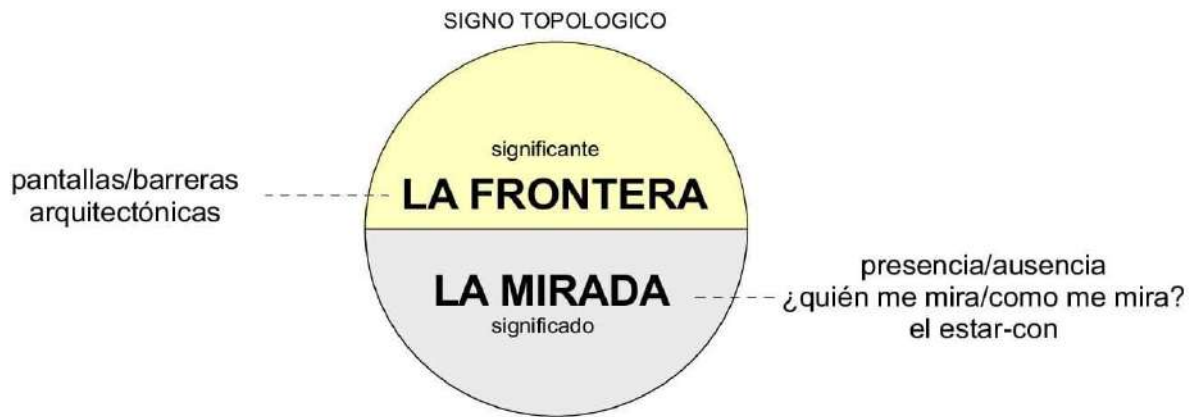 SIGNO TOPOLOGICO
significante
pantallas/barreras
arquitectónicas
LA FRONTERA
LA MIRADA
significado
presencia/ausencia
¿quién me mira/como me mira?
el estar-con